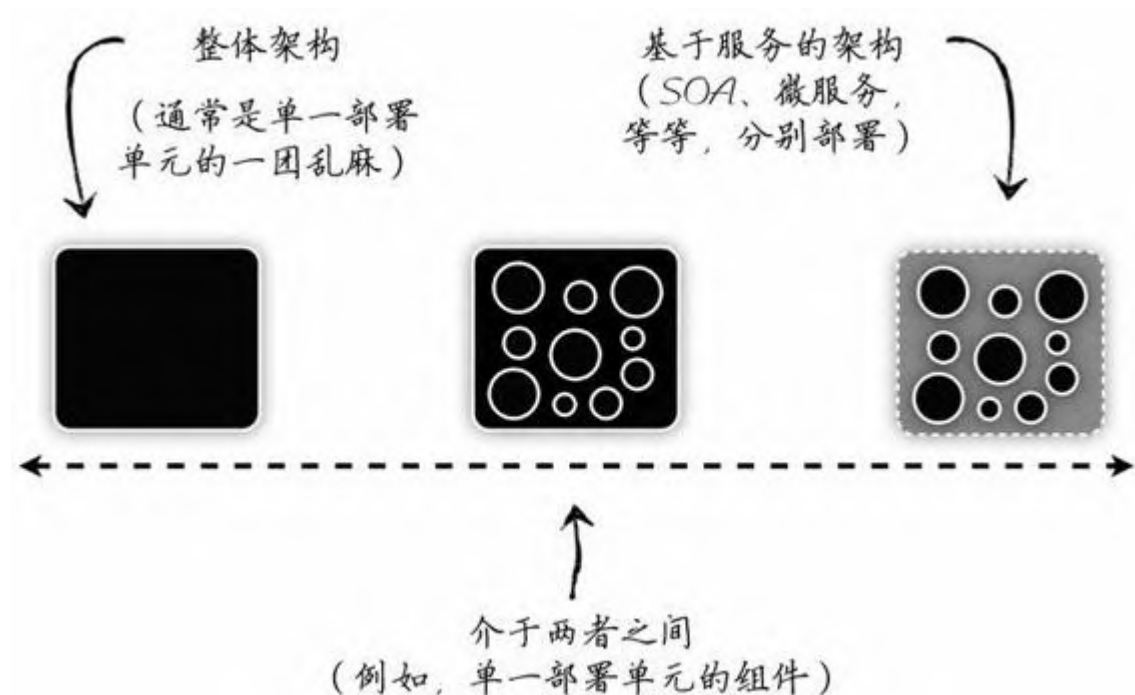 整体架构
（通常是单一部署
单元的一团乱麻）
基于服务的架构
（SOA、微服务，
等等，分别部署）
介于两者之间
（例如，单一部署单元的组件）